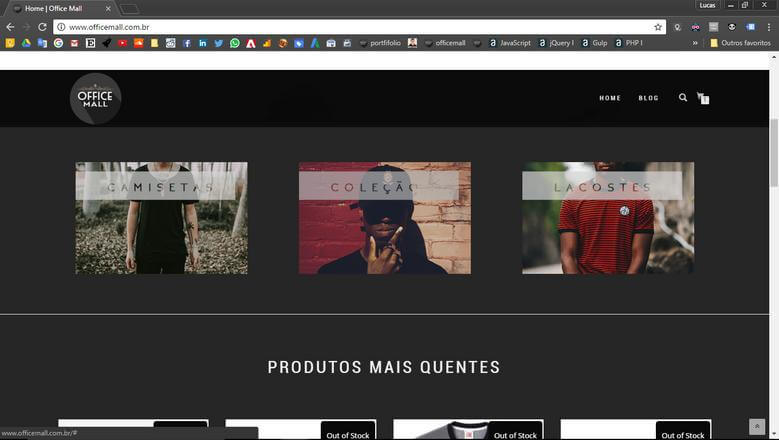 Lucas
Home | Office Mall
www.officemall.com.br
portfifolio
officemall
JavaScript
jQuery I
Gulp
PHP I
»
Outros favoritos
OFFICE
MALL
HOME
BLOG
1
CAMISETAS
COLEÇÃO
LACOSTES
PRODUTOS MAIS QUENTES
Out of Stock
Out of Stock
Out of Stock
www.officemall.com.br/#